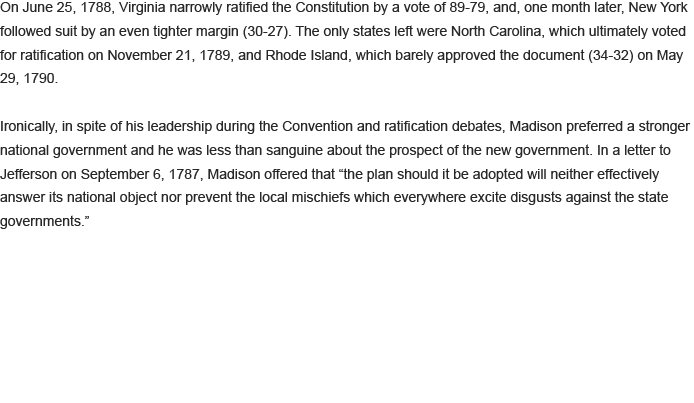 On June 25, 1788, Virginia narrowly ratified the Constitution by a vote of 89-79, and, one month later, New York
followed suit by an even tighter margin (30-27). The only states left were North Carolina, which ultimately voted
for ratification on November 21, 1789, and Rhode Island, which barely approved the document (34-32) on May
29, 1790.
Ironically, in spite of his leadership during the Convention and ratification debates, Madison preferred a stronger
national government and he was less than sanguine about the prospect of the new government. In a letter to
Jefferson on September 6, 1787, Madison offered that “the plan should it be adopted will neither effectively
answer its national object nor prevent the local mischiefs which everywhere excite disgusts against the state
governments.”